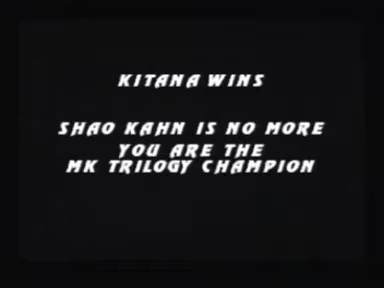 KITANA WINS
SHAO KAHN IS NO MORE
YOU ARE THE
MK TRILOGY CHAMPION